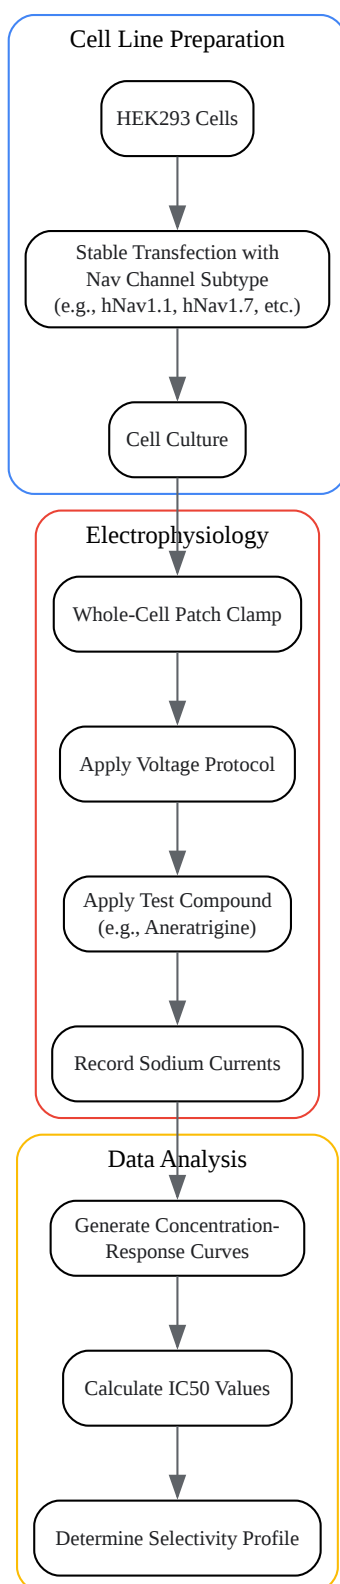 Cell Line Preparation
HEK293 Cells
Stable Transfection with
Nav Channel Subtype
(e.g., hNav1.1, hNav1.7, etc.)
Cell Culture
Electrophysiology
Whole-Cell Patch Clamp
Apply Voltage Protocol
Apply Test Compound
(e.g., Aneratrigine)
Record Sodium Currents
Data Analysis
Generate Concentration-
Response Curves
Calculate IC50 Values
Determine Selectivity Profile